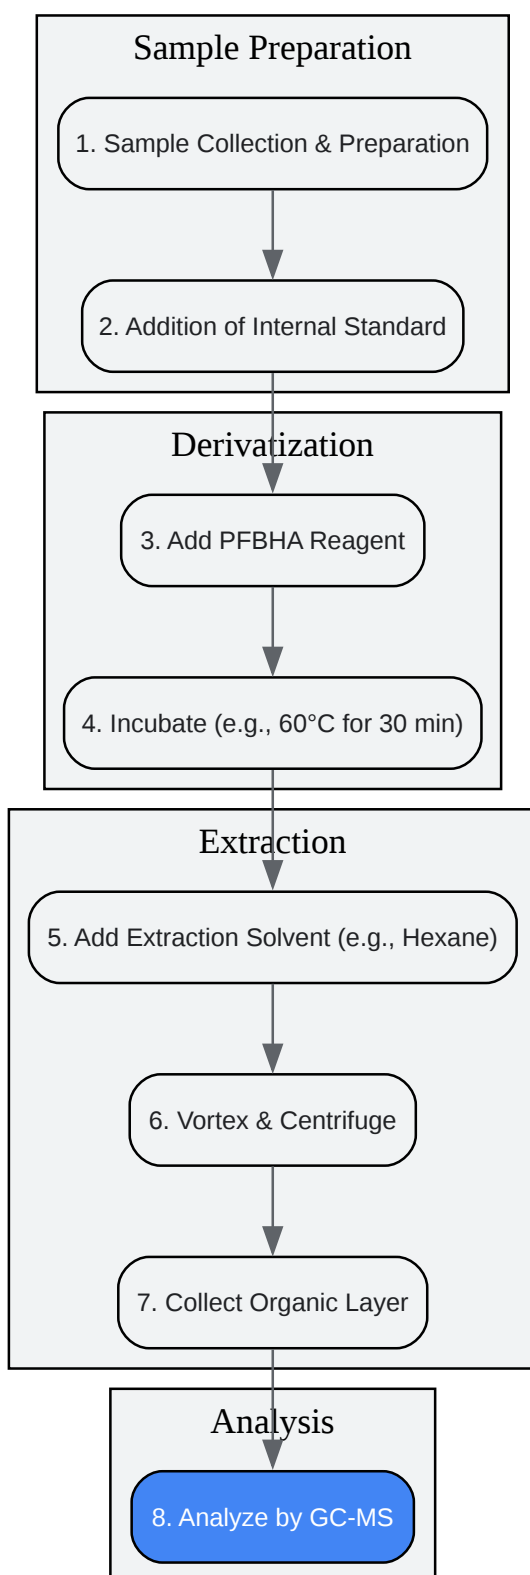 Sample Preparation
1. Sample Collection & Preparation
2. Addition of Internal Standard
Derivatization
3. Add PFBHA Reagent
4. Incubate (e.g., 60°C for 30 min)
Extraction
5. Add Extraction Solvent (e.g., Hexane)
6. Vortex & Centrifuge
7. Collect Organic Layer
Analysis
8. Analyze by GC-MS